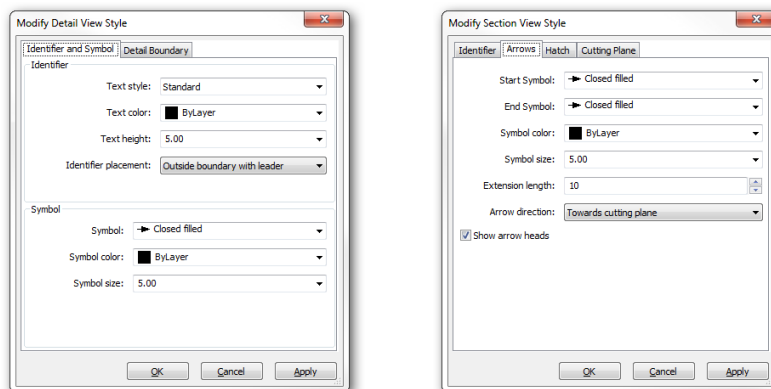 Modify Detail View Style
Identifier and Symbol Detail Boundary
Identifier
Text style: Standard
Text color: ByLayer
Text height: 5.00
Identifier placement: Outside boundary with leader
Symbol
Symbol: Closed filled
Symbol color: ByLayer
Symbol size: 5.00
OK Cancel Apply
Modify Section View Style
Identifier Arrows Hatch Cutting Plane
Start Symbol: Closed filled
End Symbol: Closed filled
Symbol color: ByLayer
Symbol size: 5.00
Extension length: 10
Arrow direction: Towards cutting plane
Show arrow heads
OK Cancel Apply